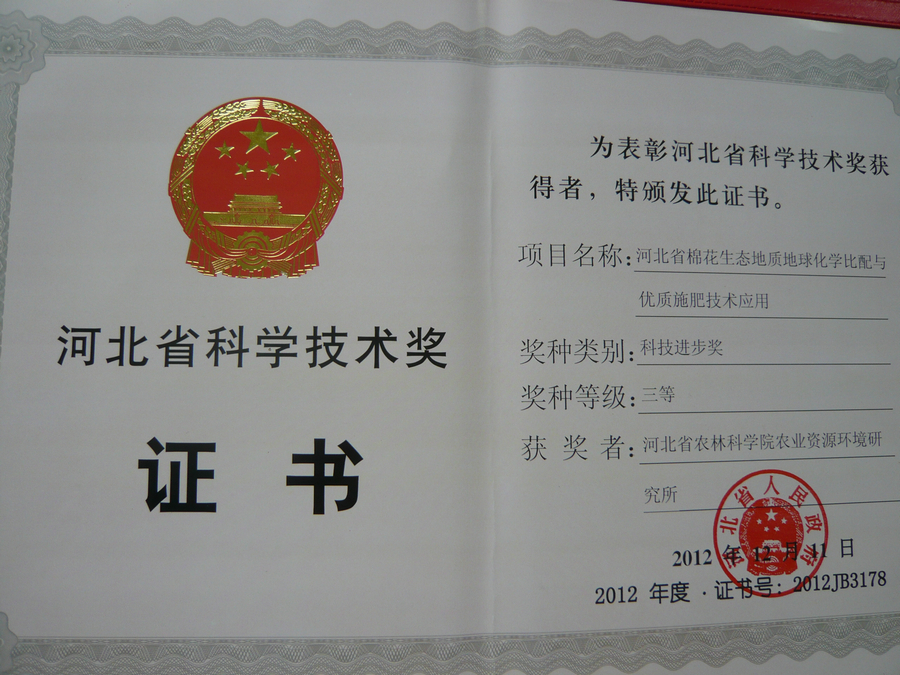 河北省科学技术奖
证书
为表彰河北省科学技术奖获
得者，特颁发此证书。
项目名称：河北省棉花生态地质地球化学比配与
优质施肥技术应用
奖种类别：科技进步奖
奖种等级：三等
获奖者：河北省农林科学院农业资源环境研
究所
河北省人民政府
2012 年 12 月 11 日
2012 年度·证书号：2012JB3178